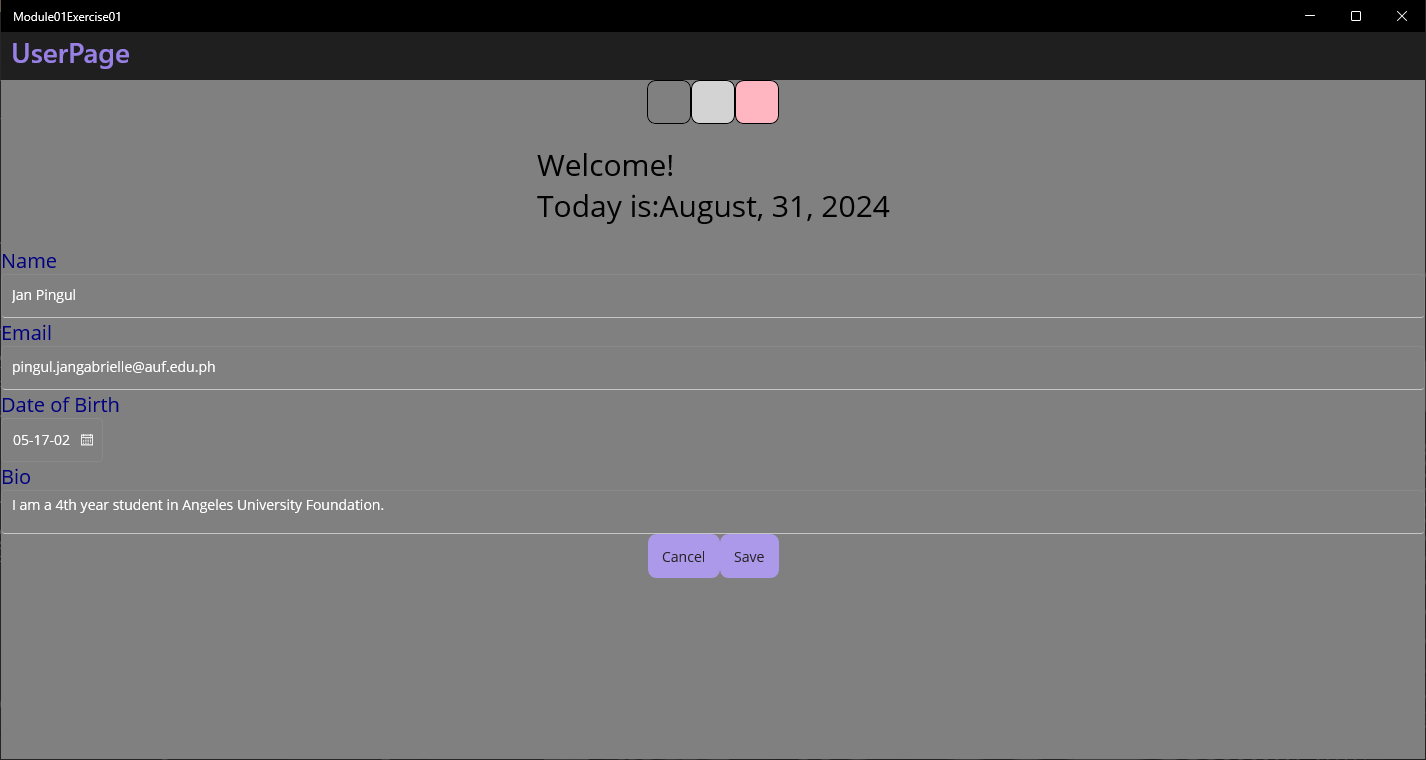 Module01Exercise01
UserPage
Welcome!
Today is:August, 31, 2024
Name
Jan Pingul
Email
pingul.jangabrielle@auf.edu.ph
Date of Birth
05-17-02
Bio
I am a 4th year student in Angeles University Foundation.
Cancel Save